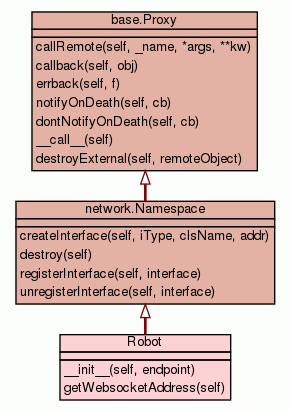 base.Proxy
callRemote(self, _name, *args, **kw)
callback(self, obj)
errback(self, f)
notifyOnDeath(self, cb)
dontNotifyOnDeath(self, cb)
__call__(self)
destroyExternal(self, remoteObject)
network.Namespace
createInterface(self, iType, clsName, addr)
destroy(self)
registerInterface(self, interface)
unregisterInterface(self, interface)
Robot
__init__(self, endpoint)
getWebsocketAddress(self)